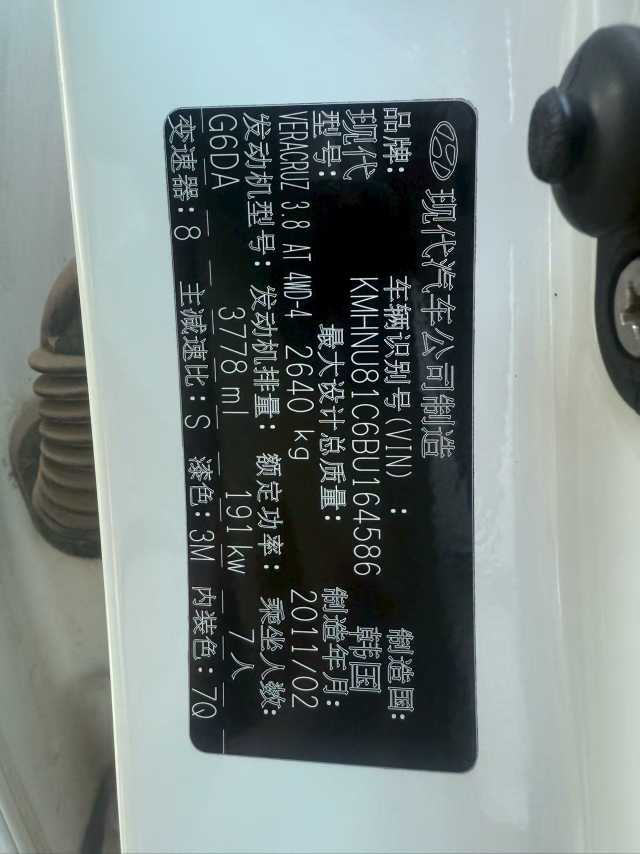 现代汽车公司制造
品牌: 车辆识别号(VIN) : 制造国:
现代 KMHNU81C6BU164586 韩国
型号: 最大设计总质量: 制造年月:
VERACRUZ 3.8 AT 4WD-4 2640 kg 2011/02
发动机型号: 发动机排量: 额定功率: 乘坐人数:
G6DA 3778 ml 191 kw 7人
变速器:8 主减速比:S 漆色:3M 内装色:7Q